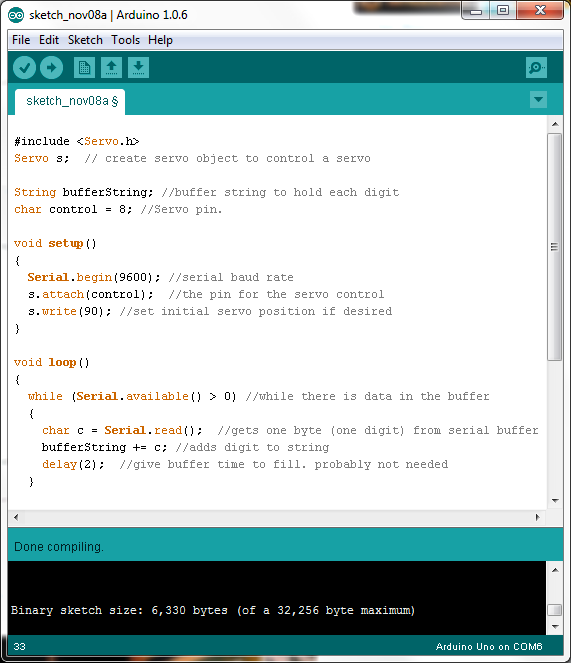 sketch_nov08a | Arduino 1.0.6
File Edit Sketch Tools Help
sketch_nov08a §
#include <Servo.h>
Servo s;  // create servo object to control a servo
String bufferString; //buffer string to hold each digit
char control = 8; //Servo pin.
void setup()
{
  Serial.begin(9600); //serial baud rate
  s.attach(control);  //the pin for the servo control
  s.write(90); //set initial servo position if desired
}
void loop()
{
  while (Serial.available() > 0) //while there is data in the buffer
  {
    char c = Serial.read();  //gets one byte (one digit) from serial buffer
    bufferString += c; //adds digit to string
    delay(2);  //give buffer time to fill. probably not needed
  }
Done compiling.
Binary sketch size: 6,330 bytes (of a 32,256 byte maximum)
33 Arduino Uno on COM6